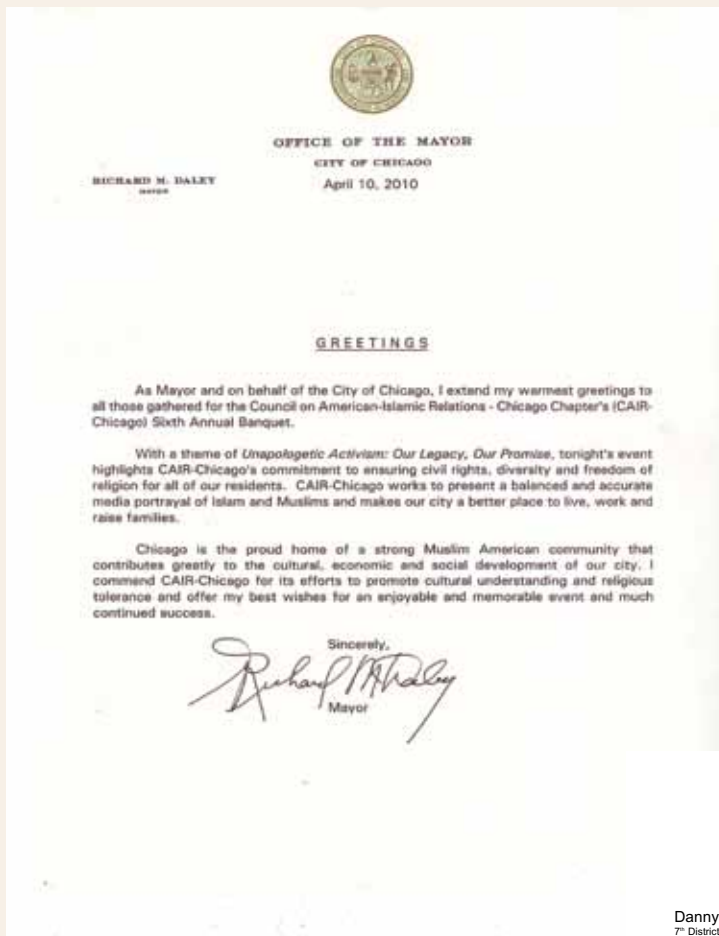 OFFICE OF THE MAYOR
CITY OF CHICAGO
RICHARD M. DALEY
MAYOR
April 10, 2010
GREETINGS
As Mayor and on behalf of the City of Chicago, I extend my warmest greetings to
all those gathered for the Council on American-Islamic Relations - Chicago Chapter's (CAIR-
Chicago) Sixth Annual Banquet.
With a theme of Unapologetic Activism: Our Legacy, Our Promise, tonight's event
highlights CAIR-Chicago's commitment to ensuring civil rights, diversity and freedom of
religion for all of our residents. CAIR-Chicago works to present a balanced and accurate
media portrayal of Islam and Muslims and makes our city a better place to live, work and
raise families.
Chicago is the proud home of a strong Muslim American community that
contributes greatly to the cultural, economic and social development of our city. I
commend CAIR-Chicago for its efforts to promote cultural understanding and religious
tolerance and offer my best wishes for an enjoyable and memorable event and much
continued success.
Sincerely,
Richard M Daley
Mayor
Danny
7th District